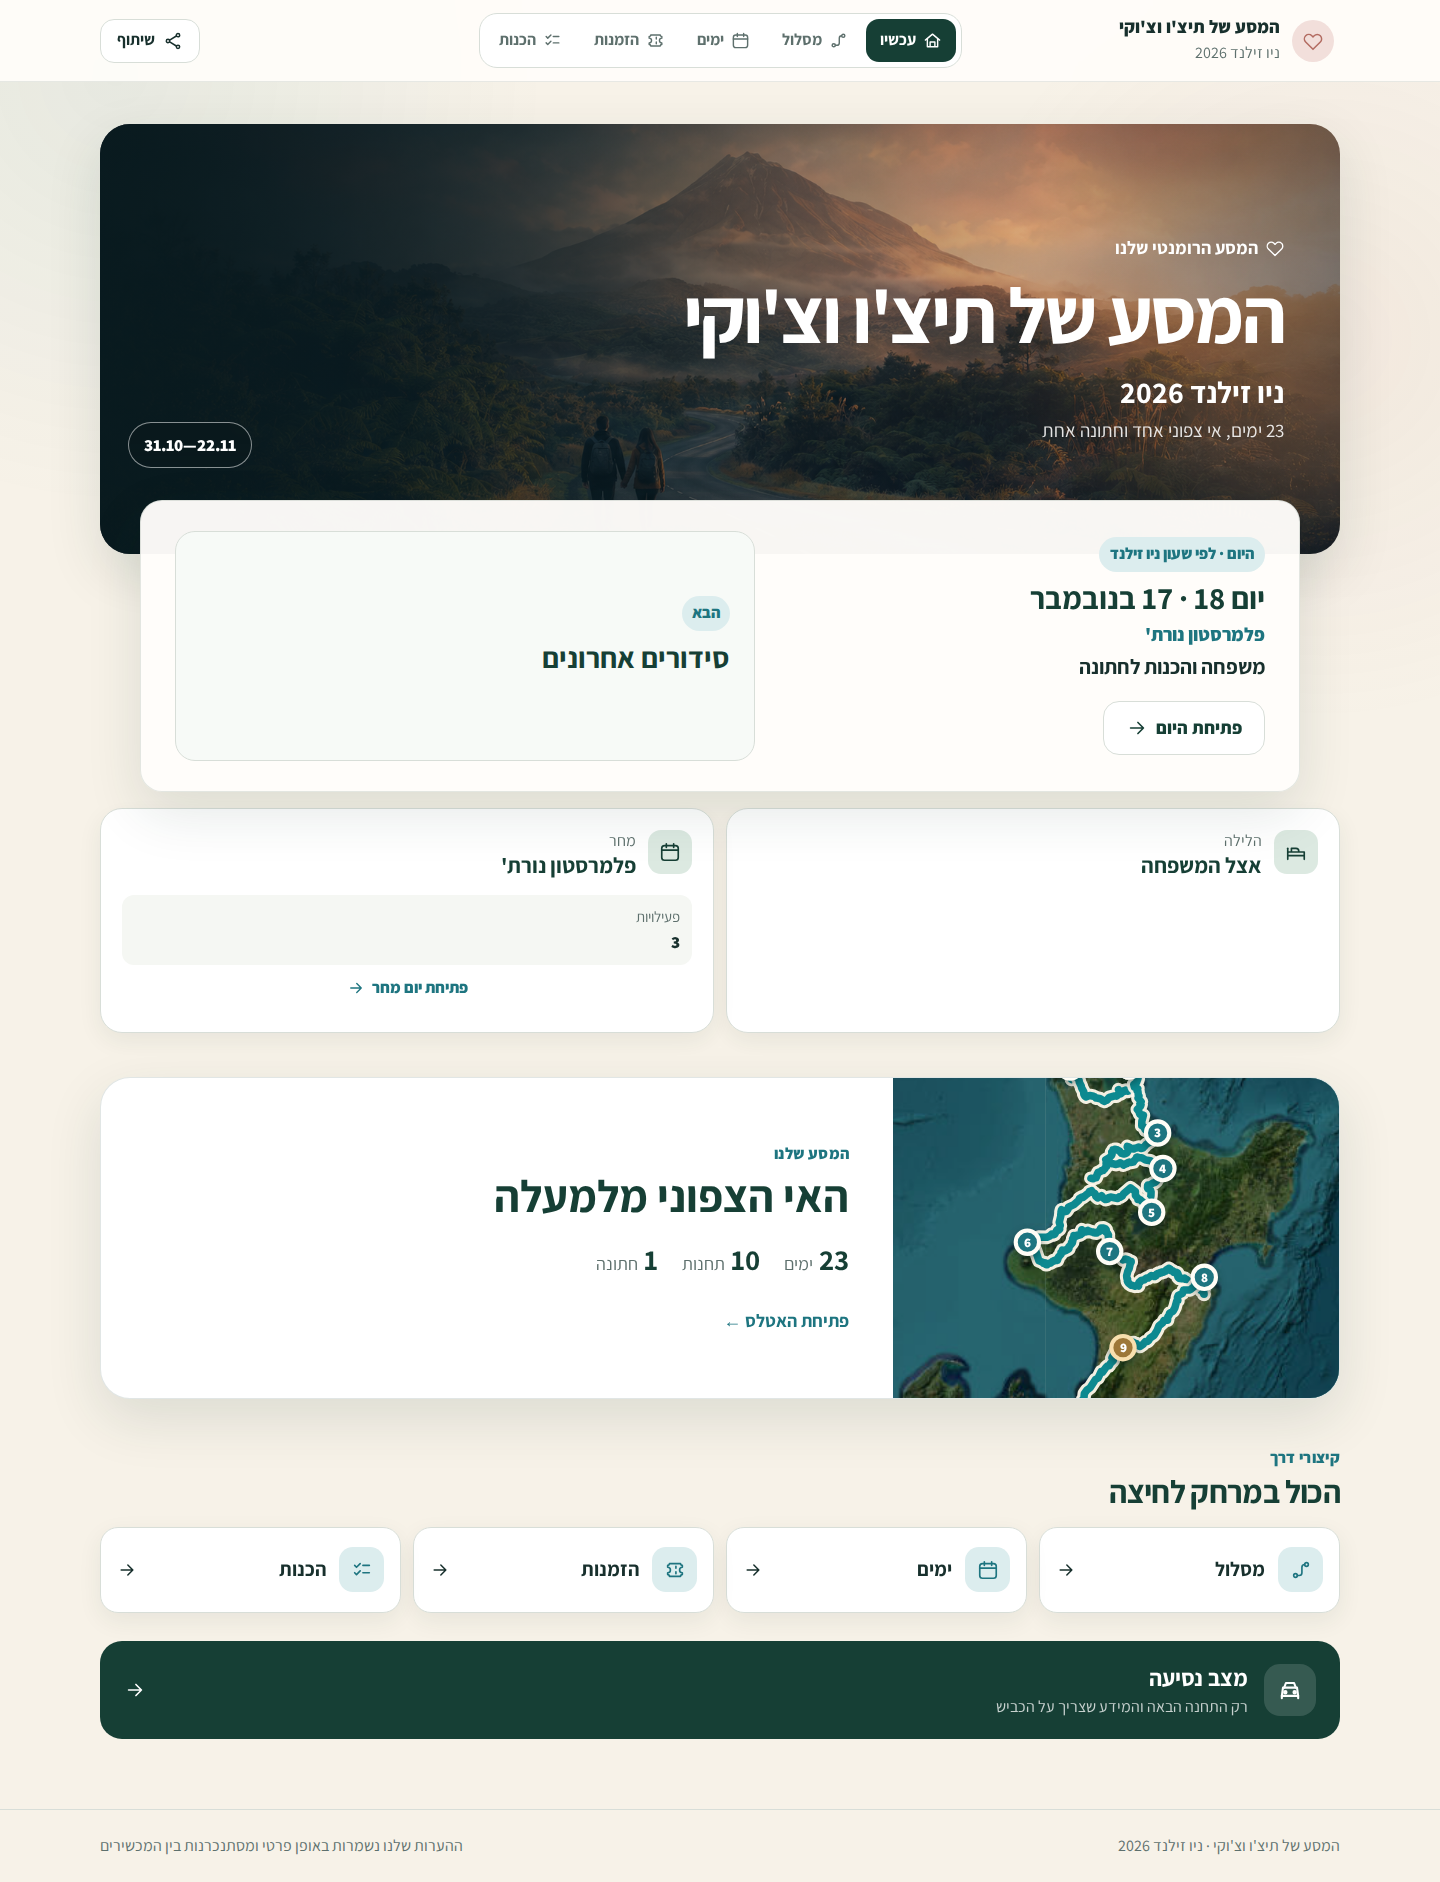 המסע של תיצ'ו וצ'וקי
ניו זילנד 2026
עכשיו
מסלול
ימים
הזמנות
הכנות
שיתוף
המסע הרומנטי שלנו
המסע של תיצ'ו וצ'וקי
ניו זילנד 2026
23 ימים, אי צפוני אחד וחתונה אחת
31.10—22.11
היום · לפי שעון ניו זילנד
יום 18 · 17 בנובמבר
פלמרסטון נורת'
משפחה והכנות לחתונה
פתיחת היום →
הבא
סידורים אחרונים
הלילה
אצל המשפחה
מחר
פלמרסטון נורת'
פעילויות
3
פתיחת יום מחר →
3
4
5
6
7
8
9
המסע שלנו
האי הצפוני מלמעלה
23 ימים 10 תחנות 1 חתונה
פתיחת האטלס ←
קיצורי דרך
הכול במרחק לחיצה
מסלול →
ימים →
הזמנות →
הכנות →
מצב נסיעה
רק התחנה הבאה והמידע שצריך על הכביש
המסע של תיצ'ו וצ'וקי · ניו זילנד 2026
ההערות שלנו נשמרות באופן פרטי ומסתנכרנות בין המכשירים